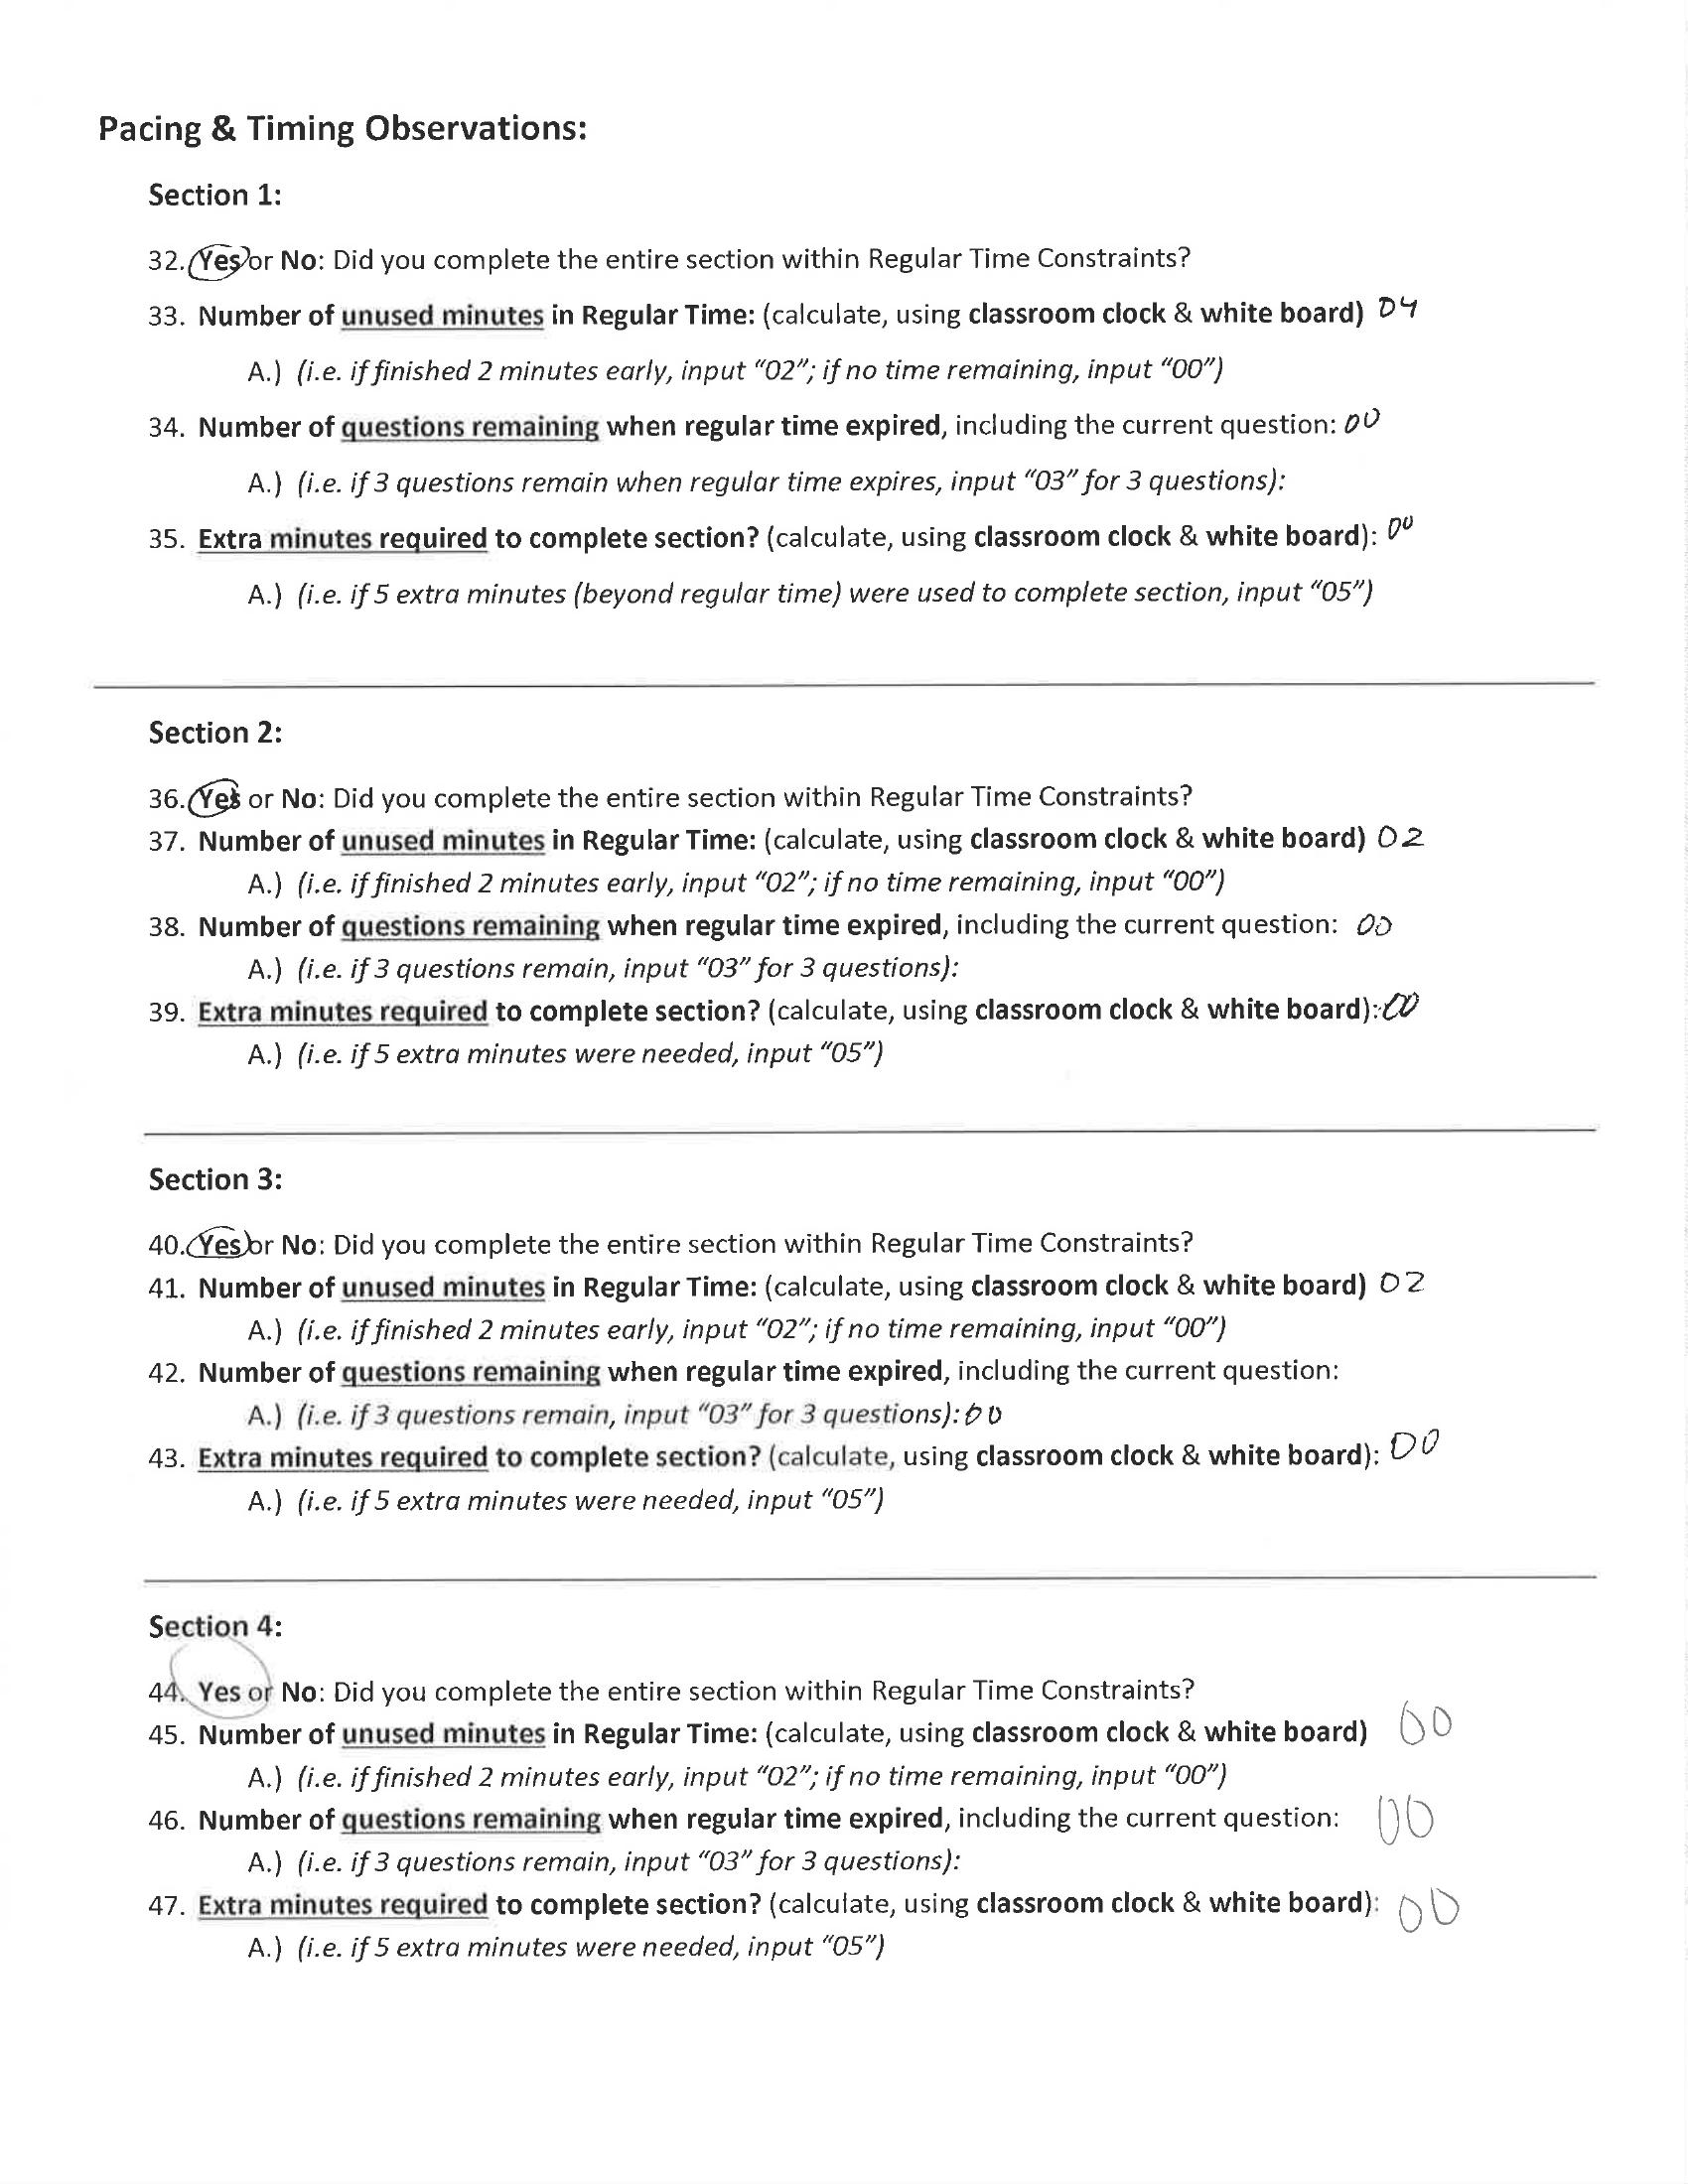 Pacing & Timing Observations:
Section 1:
32. Yes or No: Did you complete the entire section within Regular Time Constraints?
33. Number of unused minutes in Regular Time: (calculate, using classroom clock & white board) 04
A.) (i.e. if finished 2 minutes early, input "02"; if no time remaining, input "00")
34. Number of questions remaining when regular time expired, including the current question: 00
A.) (i.e. if 3 questions remain when regular time expires, input "03" for 3 questions):
35. Extra minutes required to complete section? (calculate, using classroom clock & white board): 00
A.) (i.e. if 5 extra minutes (beyond regular time) were used to complete section, input "05")
Section 2:
36. Yes or No: Did you complete the entire section within Regular Time Constraints?
37. Number of unused minutes in Regular Time: (calculate, using classroom clock & white board) 02
A.) (i.e. if finished 2 minutes early, input "02"; if no time remaining, input "00")
38. Number of questions remaining when regular time expired, including the current question: 00
A.) (i.e. if 3 questions remain, input "03" for 3 questions):
39. Extra minutes required to complete section? (calculate, using classroom clock & white board): 00
A.) (i.e. if 5 extra minutes were needed, input "05")
Section 3:
40. Yes or No: Did you complete the entire section within Regular Time Constraints?
41. Number of unused minutes in Regular Time: (calculate, using classroom clock & white board) 02
A.) (i.e. if finished 2 minutes early, input "02"; if no time remaining, input "00")
42. Number of questions remaining when regular time expired, including the current question:
A.) (i.e. if 3 questions remain, input "03" for 3 questions): 00
43. Extra minutes required to complete section? (calculate, using classroom clock & white board): 00
A.) (i.e. if 5 extra minutes were needed, input "05")
Section 4:
44. Yes or No: Did you complete the entire section within Regular Time Constraints?
45. Number of unused minutes in Regular Time: (calculate, using classroom clock & white board) 00
A.) (i.e. if finished 2 minutes early, input "02"; if no time remaining, input "00")
46. Number of questions remaining when regular time expired, including the current question: 00
A.) (i.e. if 3 questions remain, input "03" for 3 questions):
47. Extra minutes required to complete section? (calculate, using classroom clock & white board): 00
A.) (i.e. if 5 extra minutes were needed, input "05")